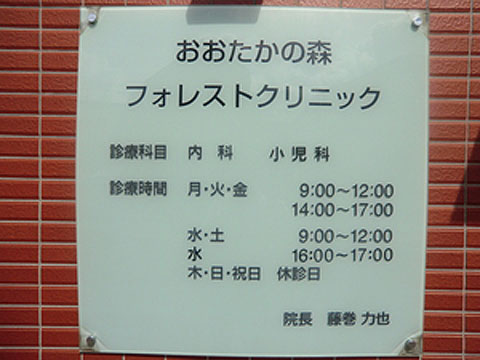 おおたかの森
フォレストクリニック
診療科目 内科 小児科
診療時間 月・火・金 9:00〜12:00
14:00〜17:00
水・土 9:00〜12:00
水 16:00〜17:00
木・日・祝日 休診日
院長 藤巻 力也